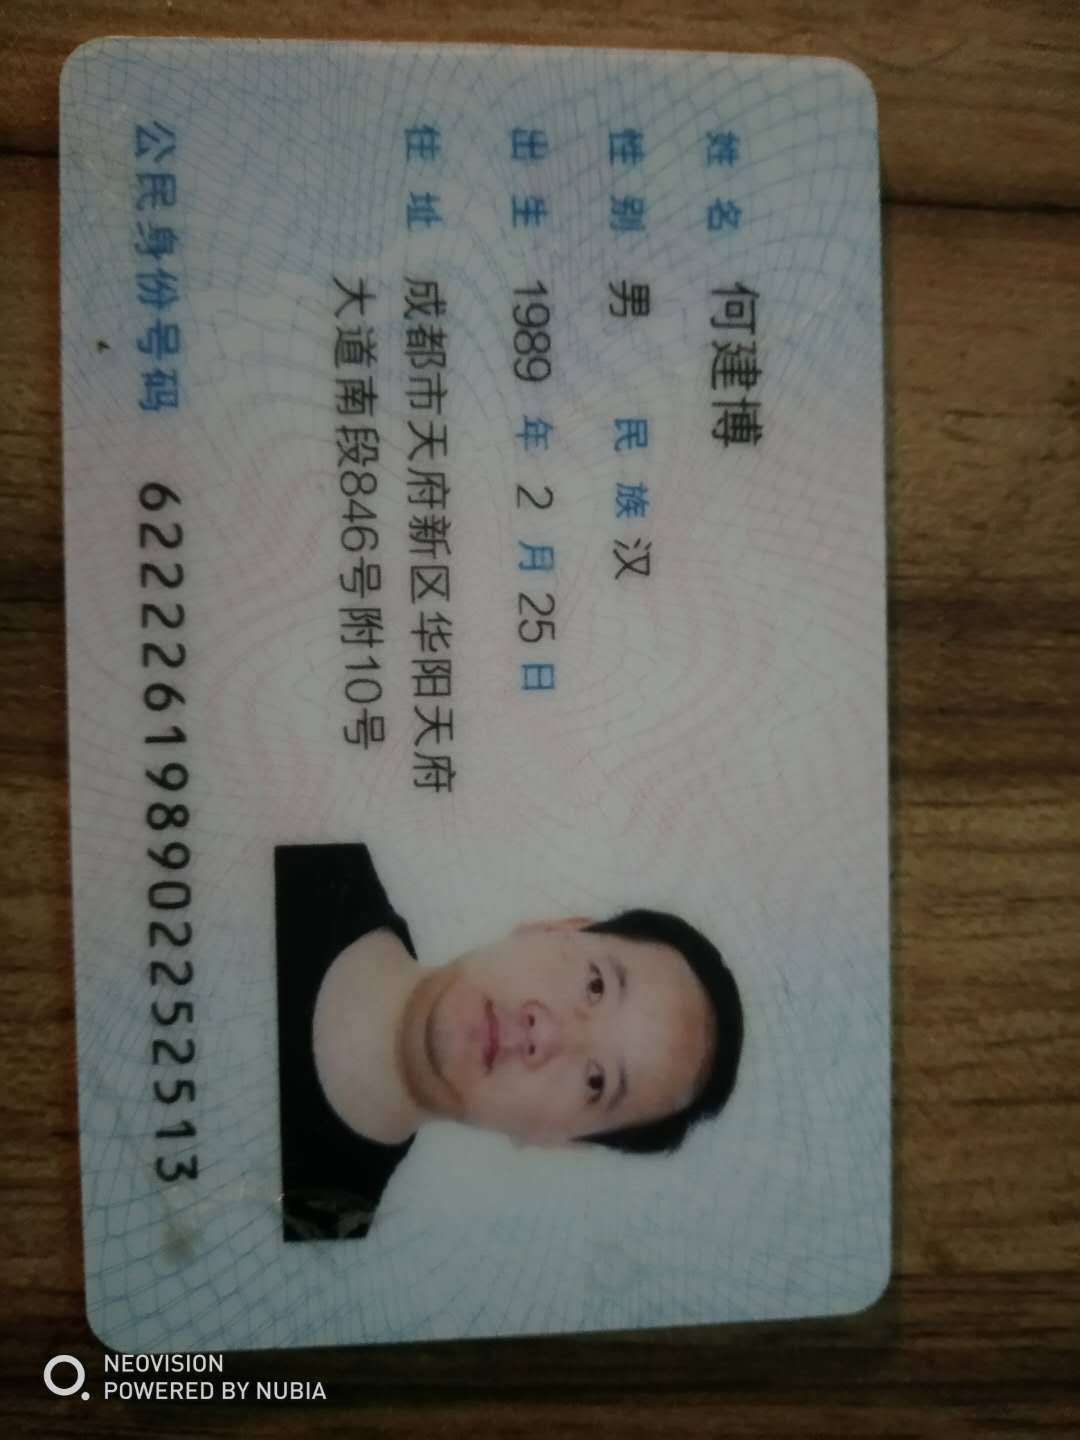 姓名 何建博
性别 男 民族 汉
出生 1989 年 2 月 25 日
住址 成都市天府新区华阳天府
大道南段846号附10号
公民身份号码 622226198902252513
NEOVISION
POWERED BY NUBIA